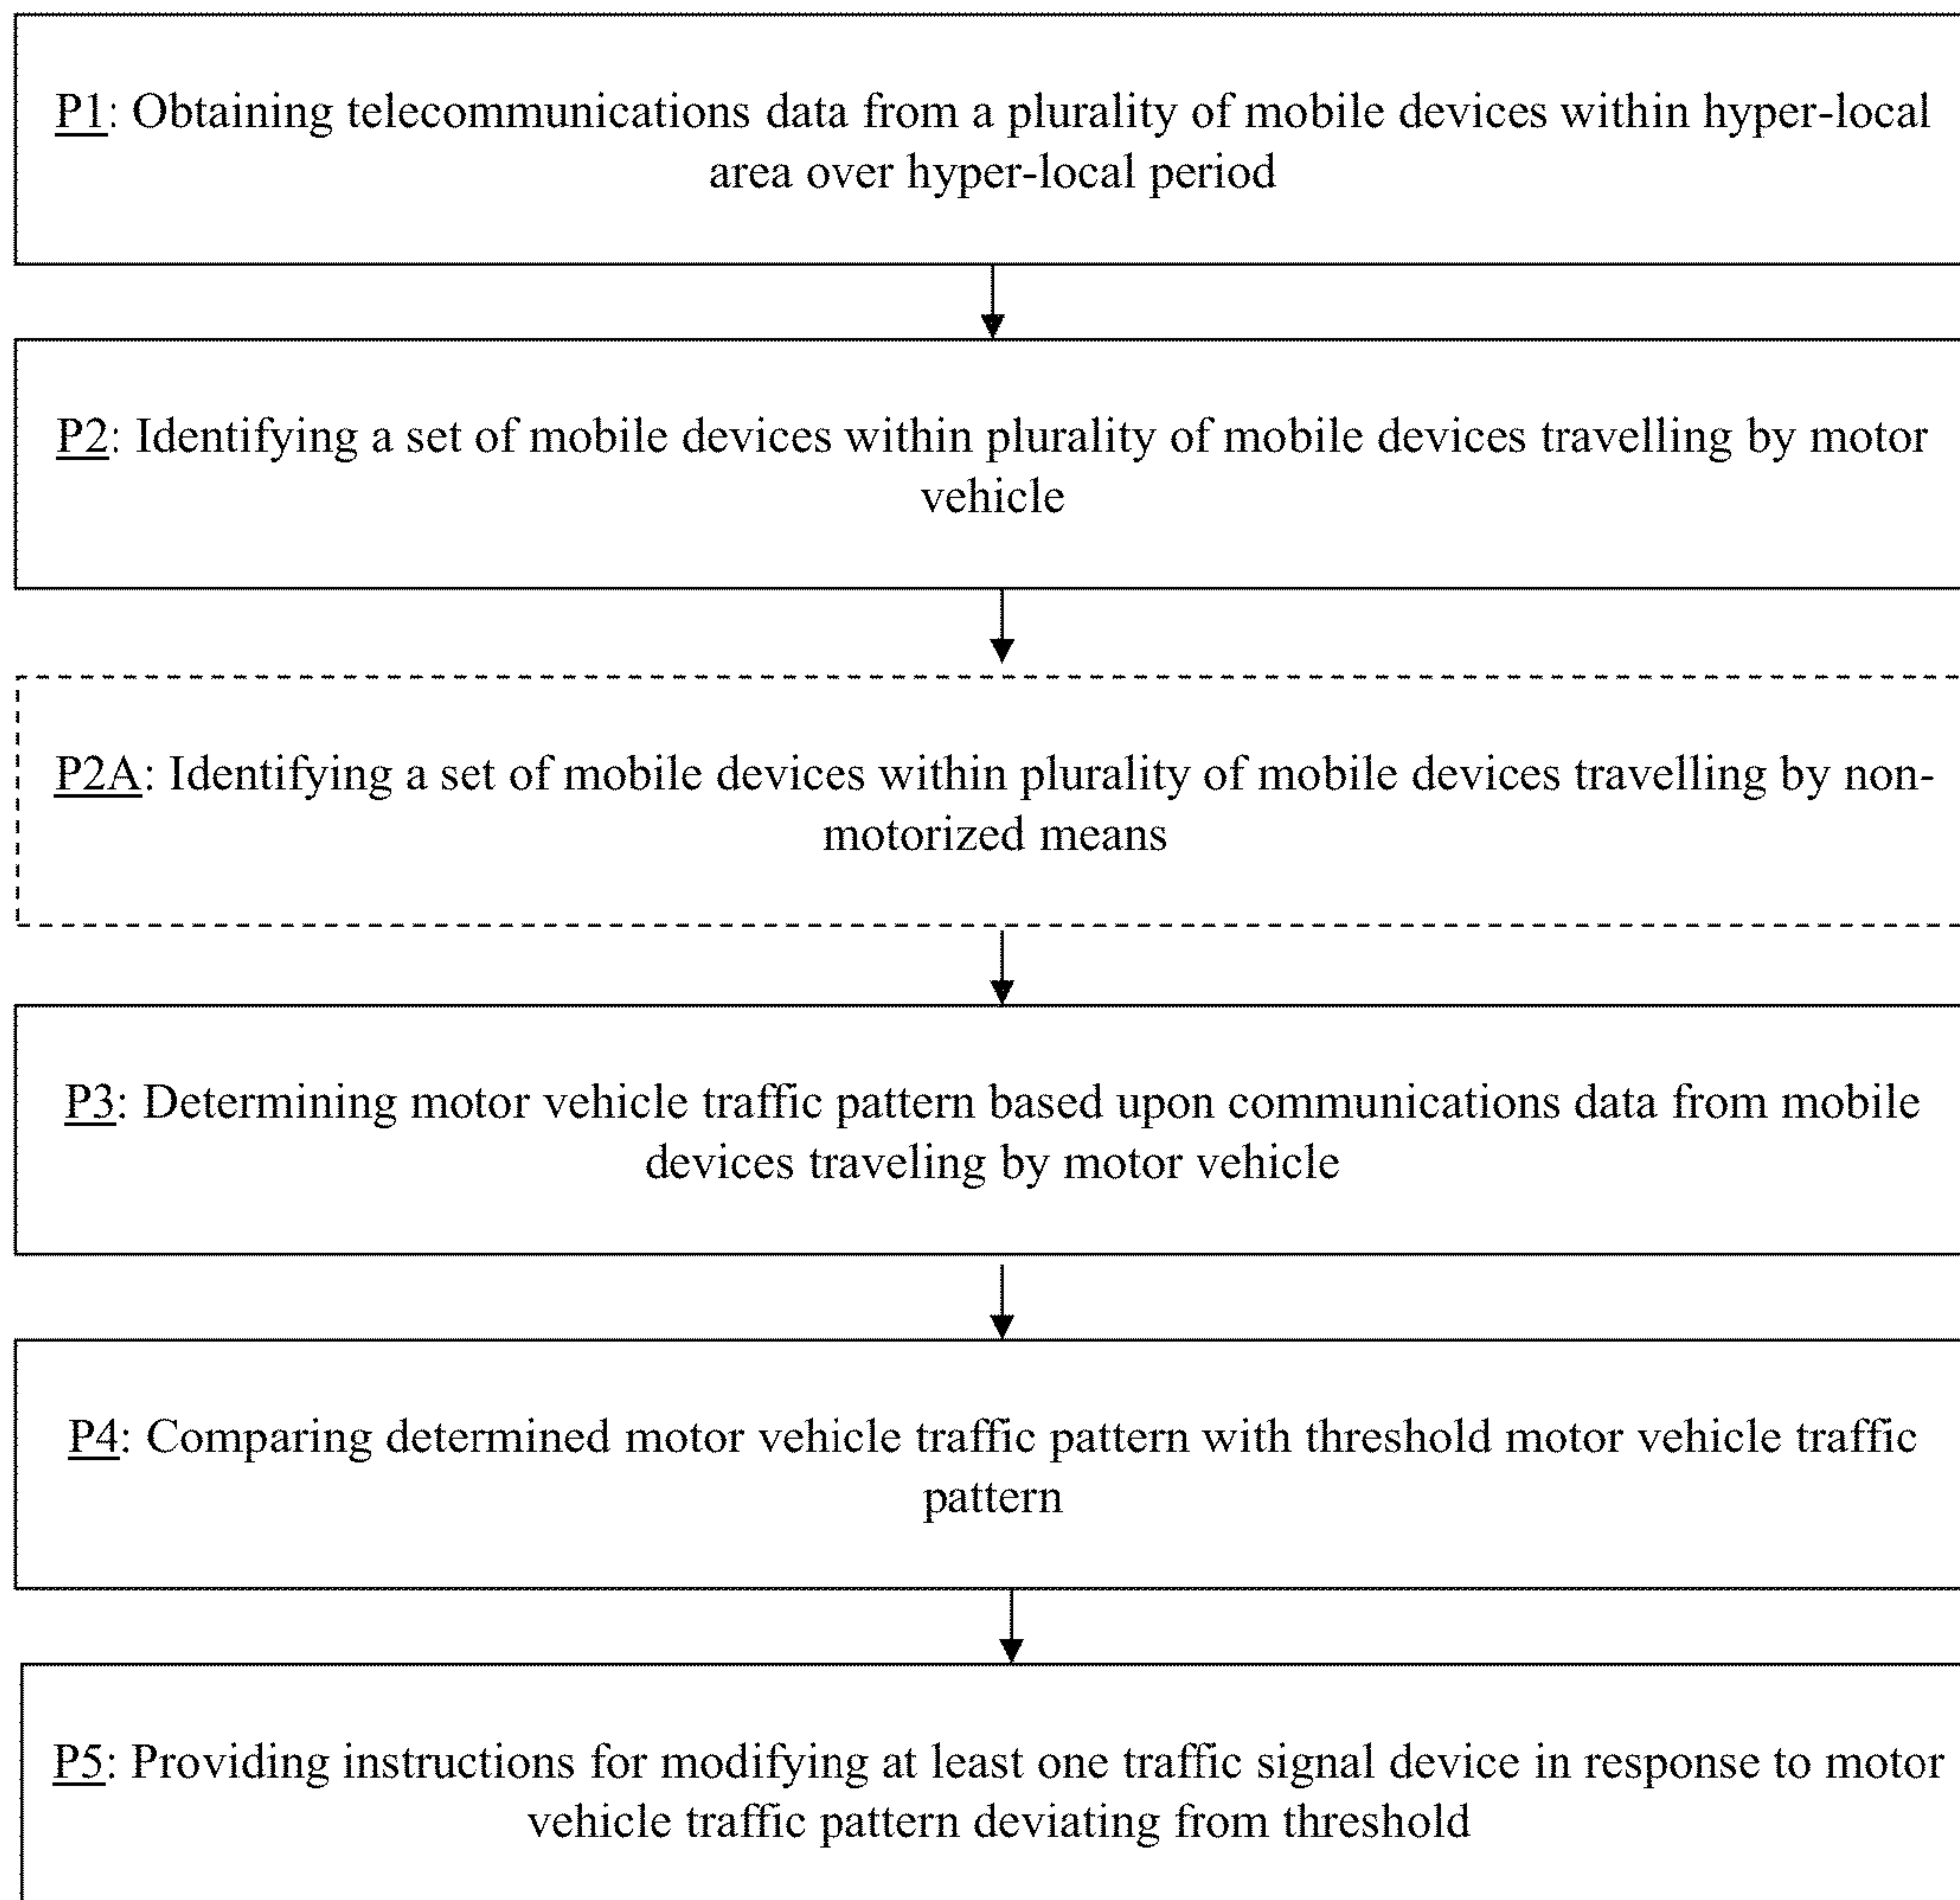 P1: Obtaining telecommunications data from a plurality of mobile devices within hyper-local
area over hyper-local period
P2: Identifying a set of mobile devices within plurality of mobile devices travelling by motor
vehicle
P2A: Identifying a set of mobile devices within plurality of mobile devices travelling by non-
motorized means
P3: Determining motor vehicle traffic pattern based upon communications data from mobile
devices traveling by motor vehicle
P4: Comparing determined motor vehicle traffic pattern with threshold motor vehicle traffic
pattern
P5: Providing instructions for modifying at least one traffic signal device in response to motor
vehicle traffic pattern deviating from threshold